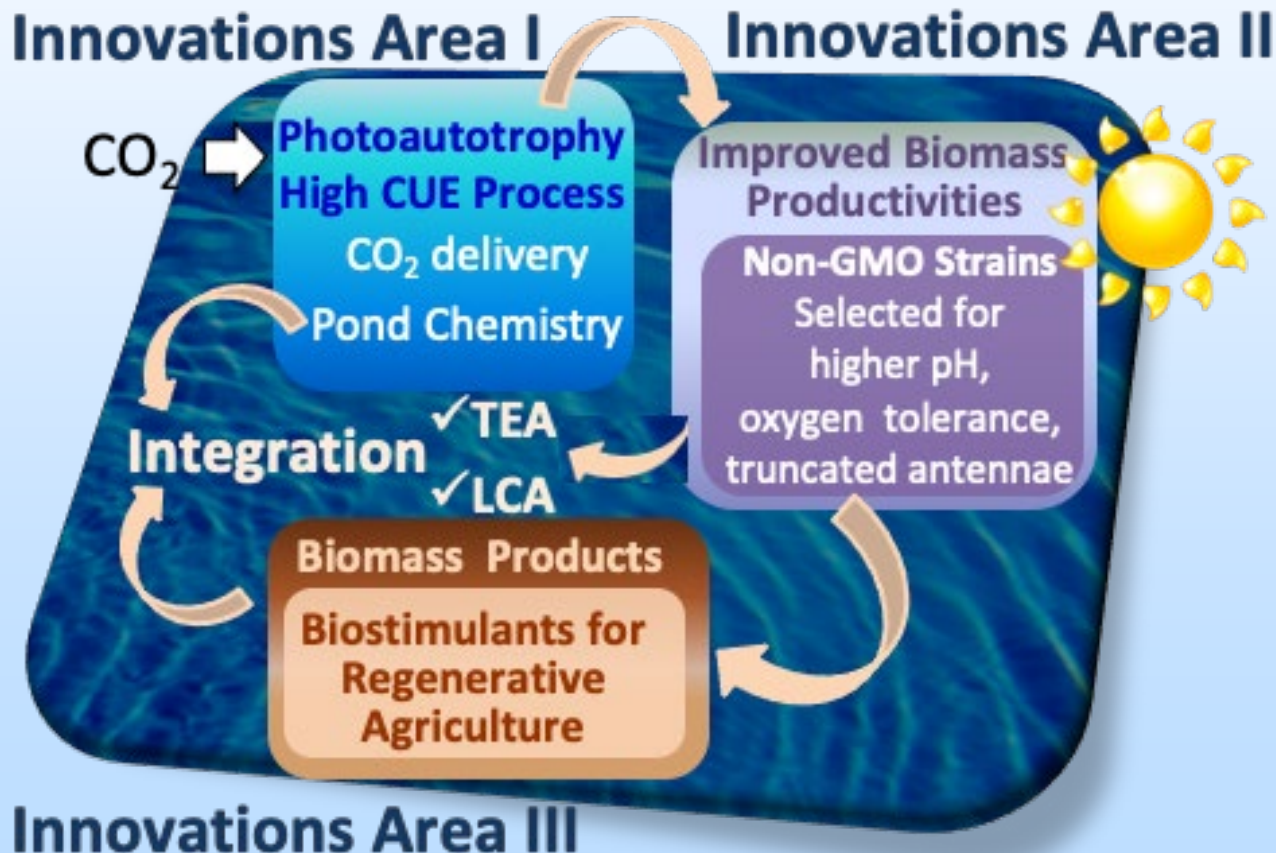 Innovations Area I
Innovations Area II
CO₂
Photoautotrophy
High CUE Process
CO₂ delivery
Pond Chemistry
Improved Biomass
Productivities
Non-GMO Strains
Selected for
higher pH,
oxygen tolerance,
truncated antennae
Integration
✓TEA
✓LCA
Biomass Products
Biostimulants for
Regenerative
Agriculture
Innovations Area III